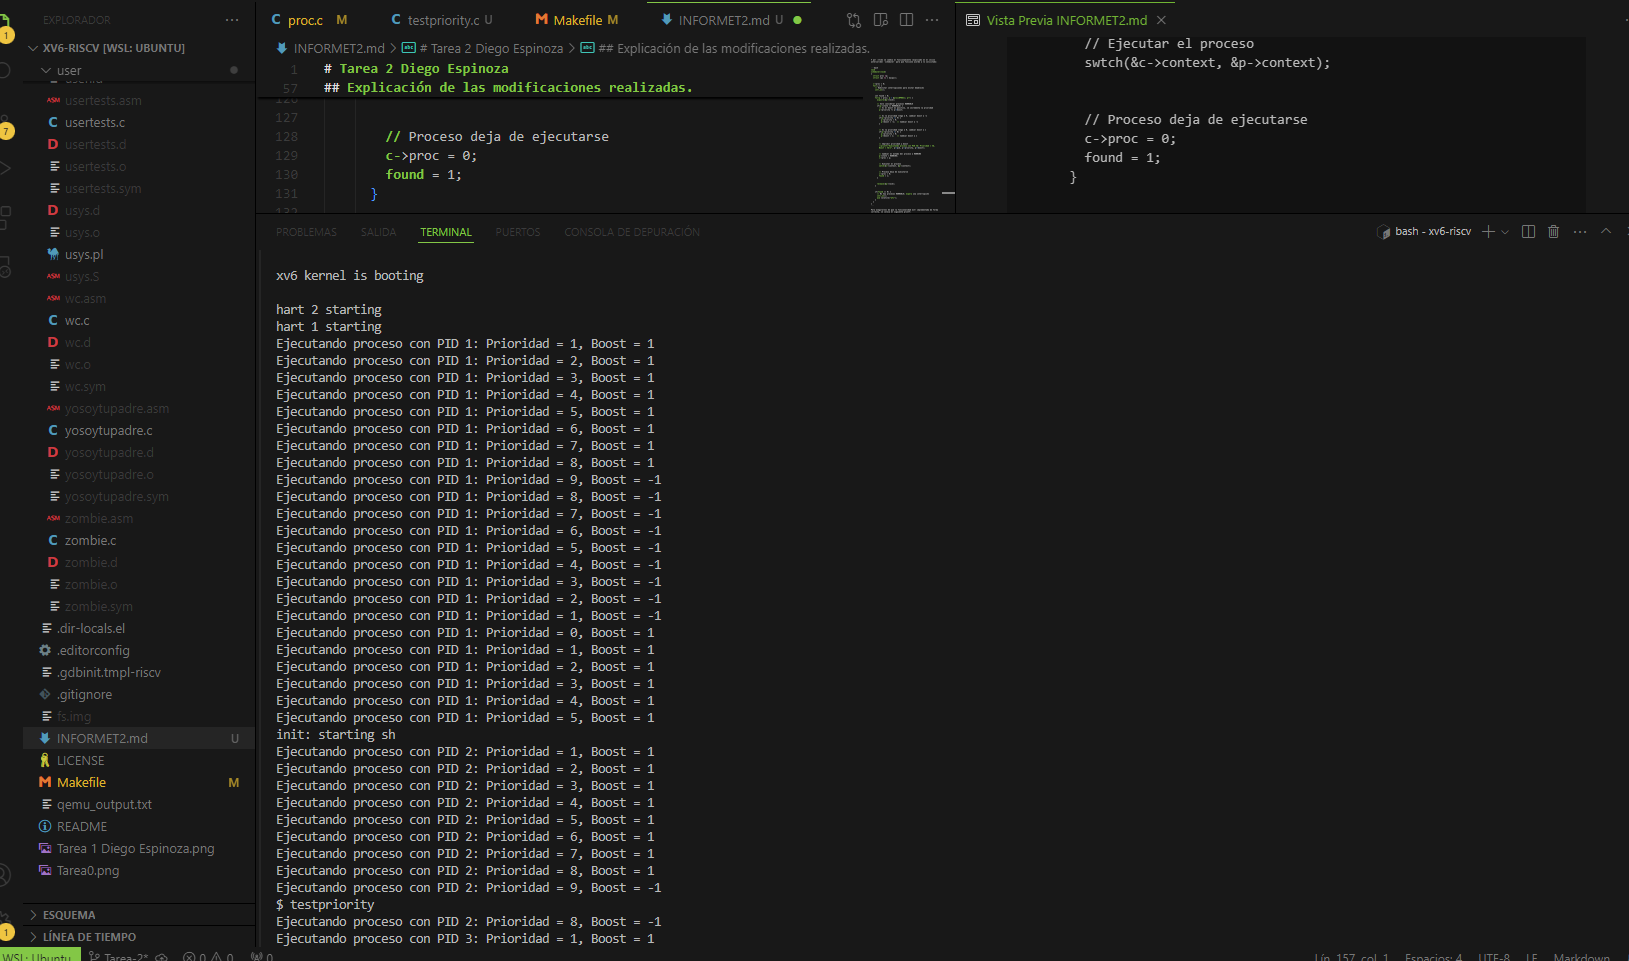 EXPLORADOR
XV6-RISCV [WSL: UBUNTU]
user
usertests.asm
usertests.c
usertests.d
usertests.o
usertests.sym
usys.d
usys.o
usys.pl
usys.S
wc.asm
wc.c
wc.d
wc.o
wc.sym
yosoytupadre.asm
yosoytupadre.c
yosoytupadre.d
yosoytupadre.o
yosoytupadre.sym
zombie.asm
zombie.c
zombie.d
zombie.o
zombie.sym
.dir-locals.el
.editorconfig
.gdbinit.tmpl-riscv
.gitignore
fs.img
INFORMET2.md U
LICENSE
Makefile M
qemu_output.txt
README
Tarea 1 Diego Espinoza.png
Tarea0.png
ESQUEMA
LÍNEA DE TIEMPO
1
7
1
proc.c M
testpriority.c U
Makefile M
INFORMET2.md U
INFORMET2.md > # Tarea 2 Diego Espinoza > ## Explicación de las modificaciones realizadas.
1 # Tarea 2 Diego Espinoza
57 ## Explicación de las modificaciones realizadas.
127
128 // Proceso deja de ejecutarse
129 c->proc = 0;
130 found = 1;
131 }
Vista Previa INFORMET2.md
// Ejecutar el proceso
swtch(&c->context, &p->context);
// Proceso deja de ejecutarse
c->proc = 0;
found = 1;
}
PROBLEMAS SALIDA TERMINAL PUERTOS CONSOLA DE DEPURACIÓN
bash - xv6-riscv
xv6 kernel is booting
hart 2 starting
hart 1 starting
Ejecutando proceso con PID 1: Prioridad = 1, Boost = 1
Ejecutando proceso con PID 1: Prioridad = 2, Boost = 1
Ejecutando proceso con PID 1: Prioridad = 3, Boost = 1
Ejecutando proceso con PID 1: Prioridad = 4, Boost = 1
Ejecutando proceso con PID 1: Prioridad = 5, Boost = 1
Ejecutando proceso con PID 1: Prioridad = 6, Boost = 1
Ejecutando proceso con PID 1: Prioridad = 7, Boost = 1
Ejecutando proceso con PID 1: Prioridad = 8, Boost = 1
Ejecutando proceso con PID 1: Prioridad = 9, Boost = -1
Ejecutando proceso con PID 1: Prioridad = 8, Boost = -1
Ejecutando proceso con PID 1: Prioridad = 7, Boost = -1
Ejecutando proceso con PID 1: Prioridad = 6, Boost = -1
Ejecutando proceso con PID 1: Prioridad = 5, Boost = -1
Ejecutando proceso con PID 1: Prioridad = 4, Boost = -1
Ejecutando proceso con PID 1: Prioridad = 3, Boost = -1
Ejecutando proceso con PID 1: Prioridad = 2, Boost = -1
Ejecutando proceso con PID 1: Prioridad = 1, Boost = -1
Ejecutando proceso con PID 1: Prioridad = 0, Boost = 1
Ejecutando proceso con PID 1: Prioridad = 1, Boost = 1
Ejecutando proceso con PID 1: Prioridad = 2, Boost = 1
Ejecutando proceso con PID 1: Prioridad = 3, Boost = 1
Ejecutando proceso con PID 1: Prioridad = 4, Boost = 1
Ejecutando proceso con PID 1: Prioridad = 5, Boost = 1
init: starting sh
Ejecutando proceso con PID 2: Prioridad = 1, Boost = 1
Ejecutando proceso con PID 2: Prioridad = 2, Boost = 1
Ejecutando proceso con PID 2: Prioridad = 3, Boost = 1
Ejecutando proceso con PID 2: Prioridad = 4, Boost = 1
Ejecutando proceso con PID 2: Prioridad = 5, Boost = 1
Ejecutando proceso con PID 2: Prioridad = 6, Boost = 1
Ejecutando proceso con PID 2: Prioridad = 7, Boost = 1
Ejecutando proceso con PID 2: Prioridad = 8, Boost = 1
Ejecutando proceso con PID 2: Prioridad = 9, Boost = -1
$ testpriority
Ejecutando proceso con PID 2: Prioridad = 8, Boost = -1
Ejecutando proceso con PID 3: Prioridad = 1, Boost = 1
WSL: Ubuntu Tarea-2* 0 0 0 Lín. 157, col. 1 Espacios: 4 UTF-8 LF Markdown